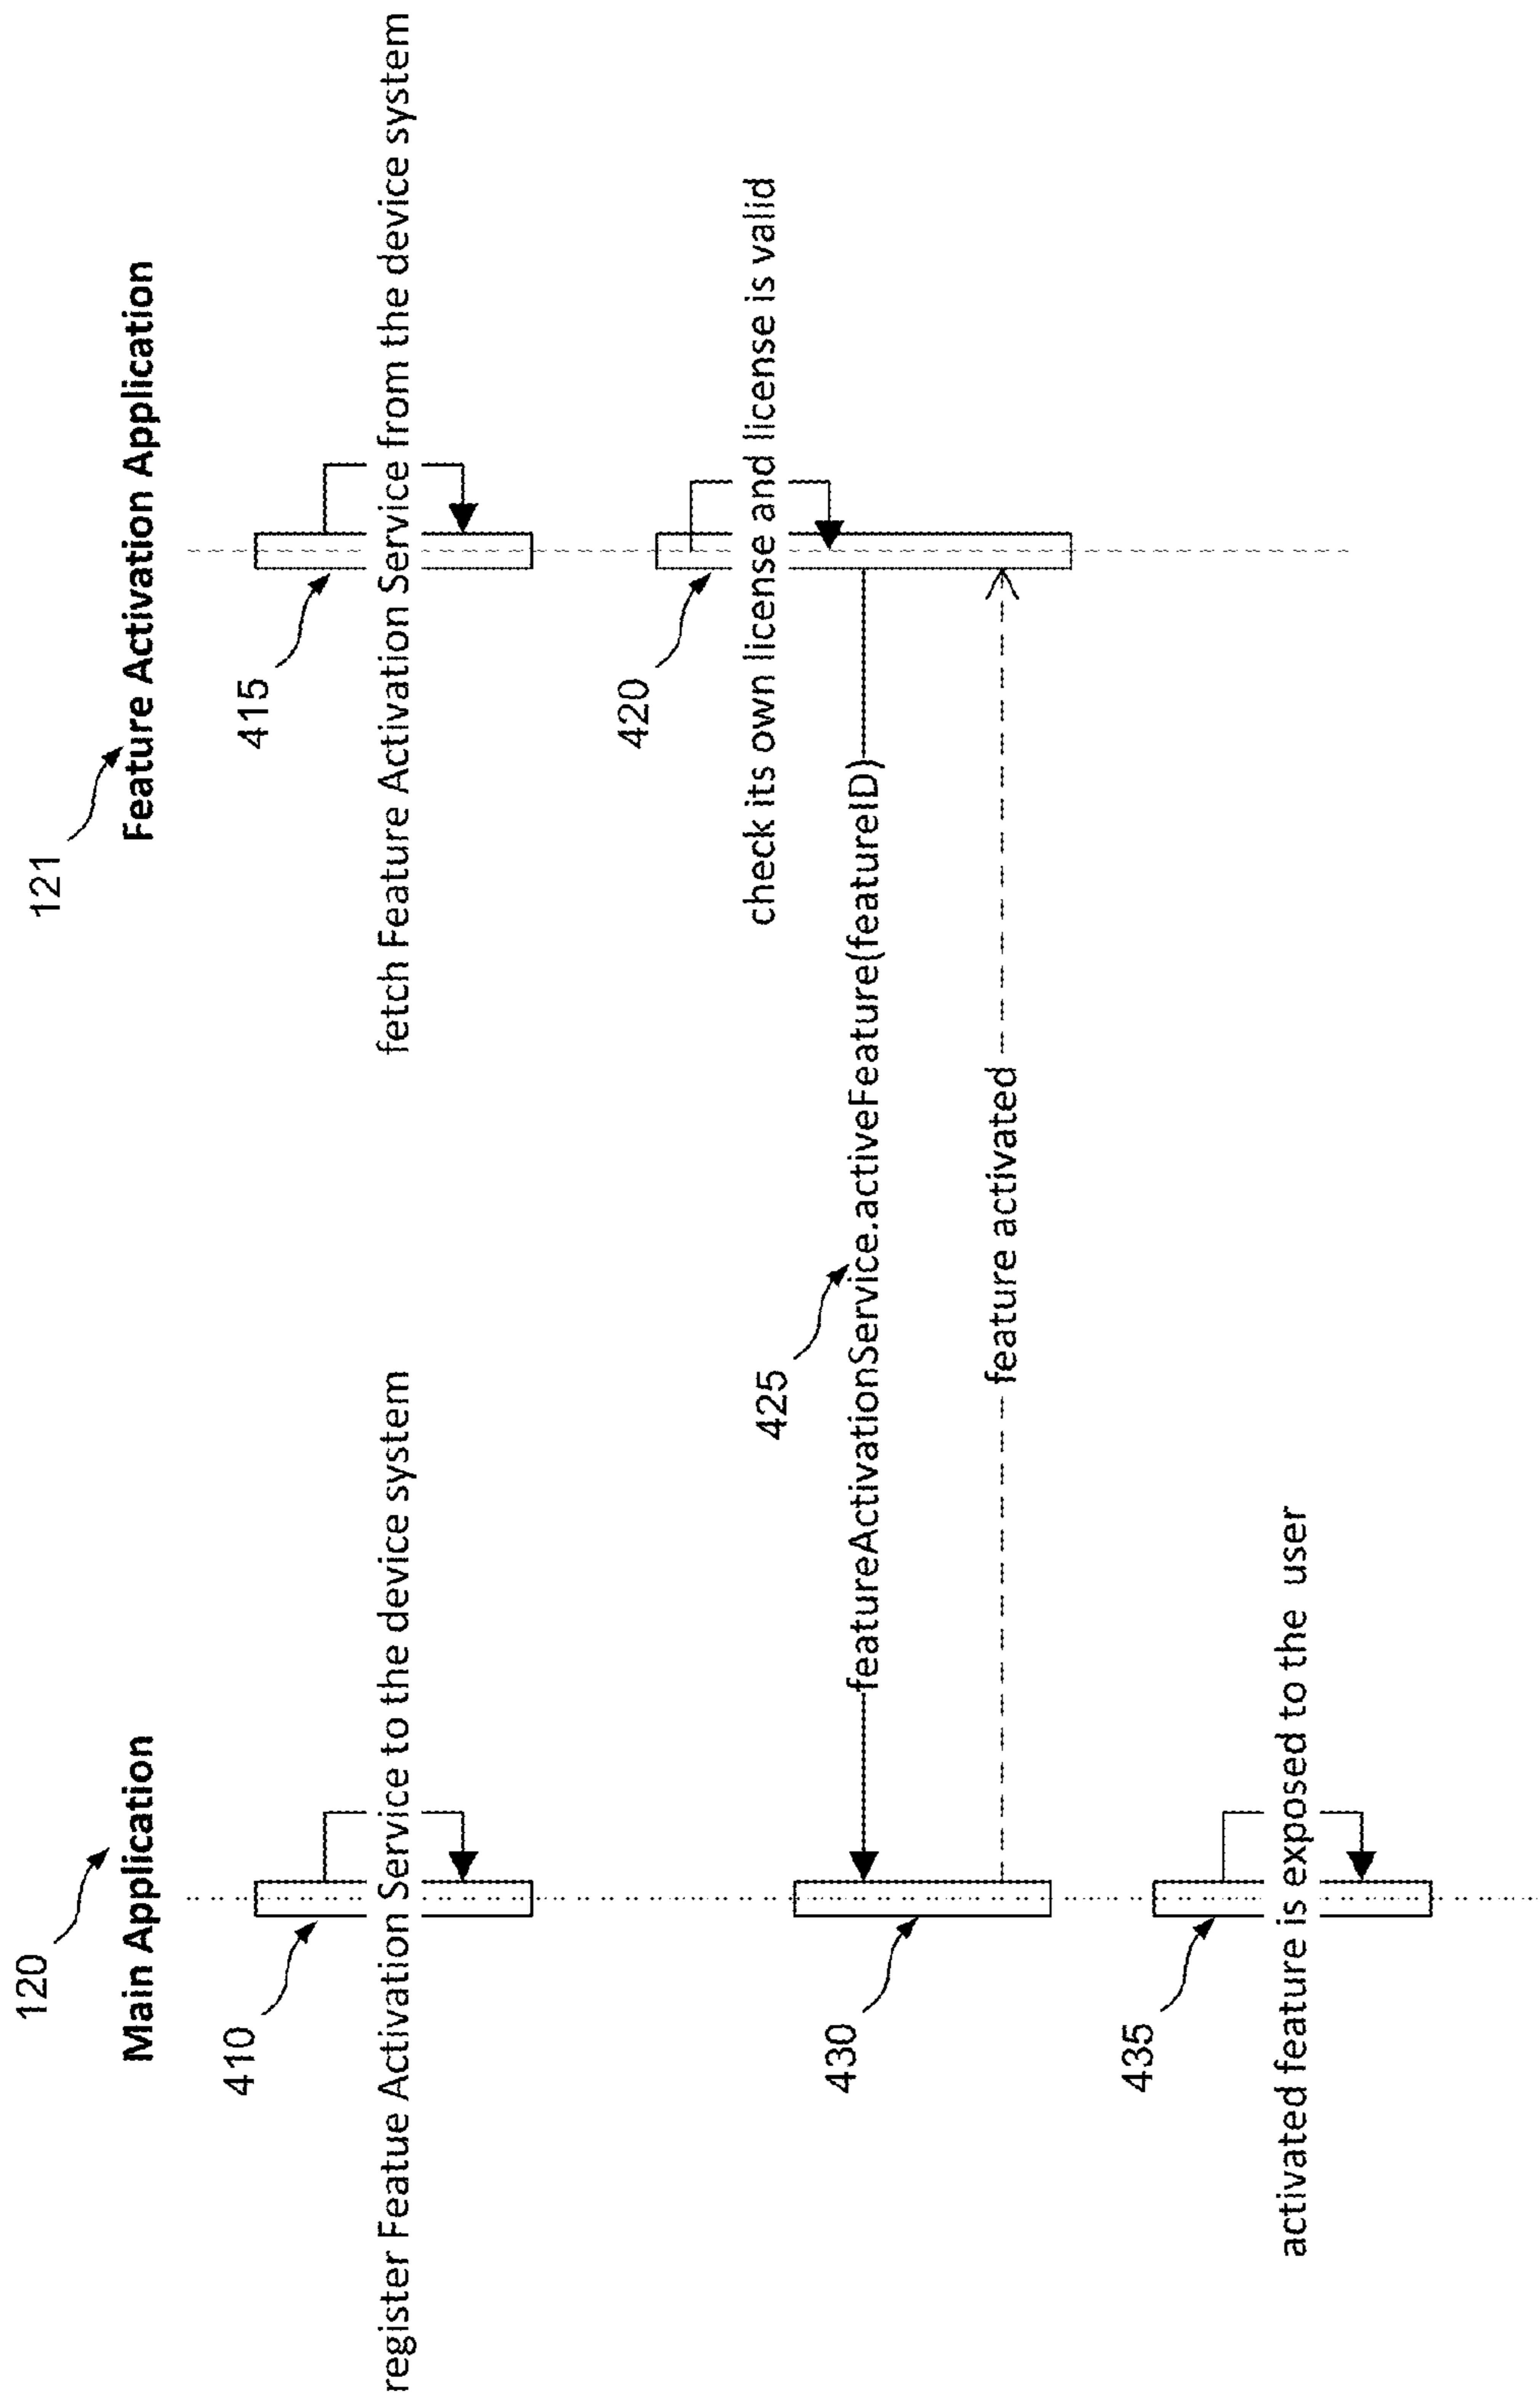 120
Main Application
121
Feature Activation Application
410
register Featue Activation Service to the device system
415
fetch Feature Activation Service from the device system
420
check its own license and license is valid
425
featureActivationService.activeFeature(featureID)
430
feature activated
435
activated feature is exposed to the user